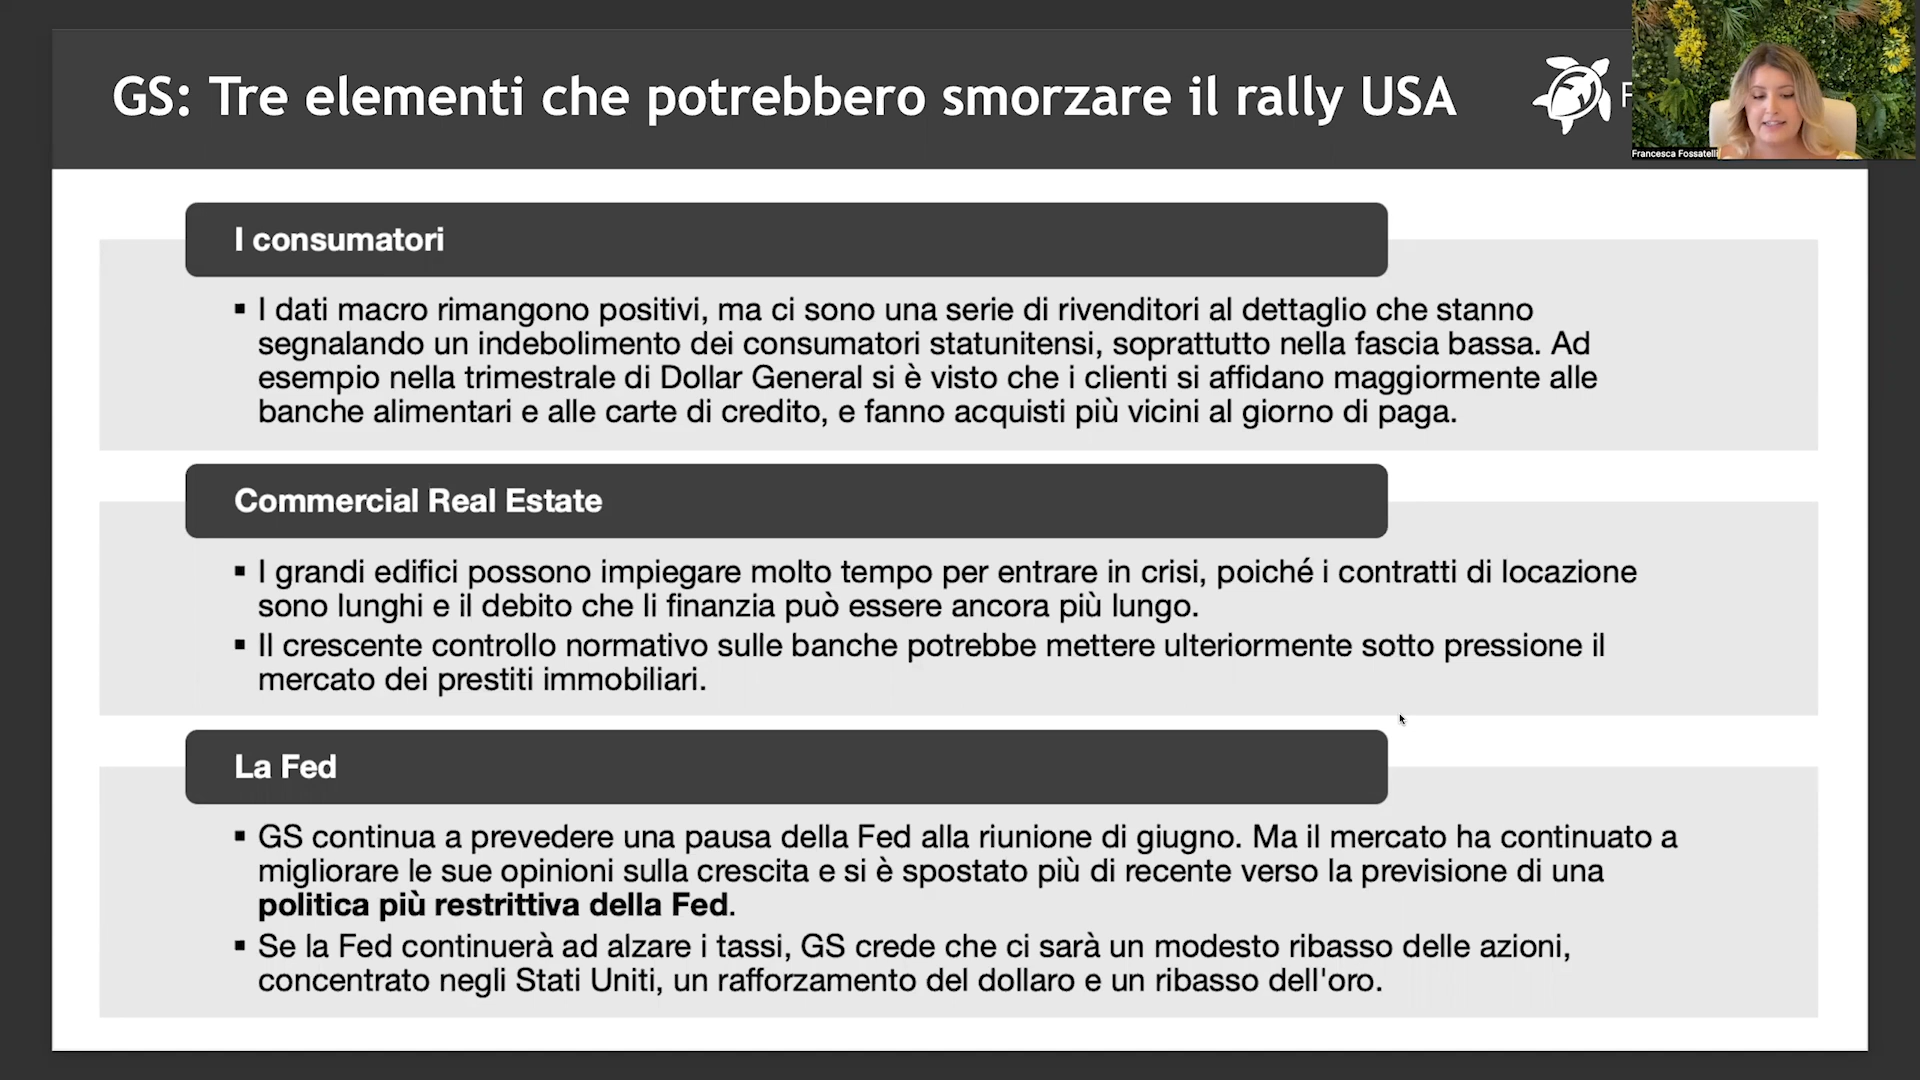 GS: Tre elementi che potrebbero smorzare il rally USA
F
Francesca Fossatelli
I consumatori
▪ I dati macro rimangono positivi, ma ci sono una serie di rivenditori al dettaglio che stanno
segnalando un indebolimento dei consumatori statunitensi, soprattutto nella fascia bassa. Ad
esempio nella trimestrale di Dollar General si è visto che i clienti si affidano maggiormente alle
banche alimentari e alle carte di credito, e fanno acquisti più vicini al giorno di paga.
Commercial Real Estate
▪ I grandi edifici possono impiegare molto tempo per entrare in crisi, poiché i contratti di locazione
sono lunghi e il debito che li finanzia può essere ancora più lungo.
▪ Il crescente controllo normativo sulle banche potrebbe mettere ulteriormente sotto pressione il
mercato dei prestiti immobiliari.
La Fed
▪ GS continua a prevedere una pausa della Fed alla riunione di giugno. Ma il mercato ha continuato a
migliorare le sue opinioni sulla crescita e si è spostato più di recente verso la previsione di una
politica più restrittiva della Fed.
▪ Se la Fed continuerà ad alzare i tassi, GS crede che ci sarà un modesto ribasso delle azioni,
concentrato negli Stati Uniti, un rafforzamento del dollaro e un ribasso dell'oro.